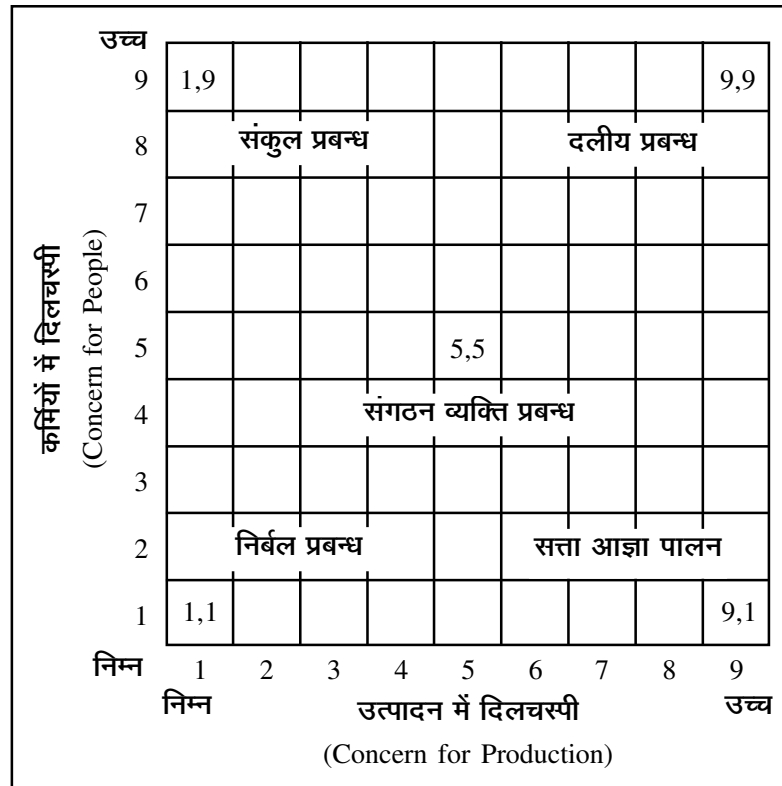 उच्च
9 1,9 9,9
8 संकुल प्रबन्ध दलीय प्रबन्ध
7
6
5 5,5
4 संगठन व्यक्ति प्रबन्ध
3
2 निर्बल प्रबन्ध सत्ता आज्ञा पालन
1 1,1 9,1
कर्मियों में दिलचस्पी
(Concern for People)
निम्न 1 2 3 4 5 6 7 8 9
निम्न उत्पादन में दिलचस्पी उच्च
(Concern for Production)